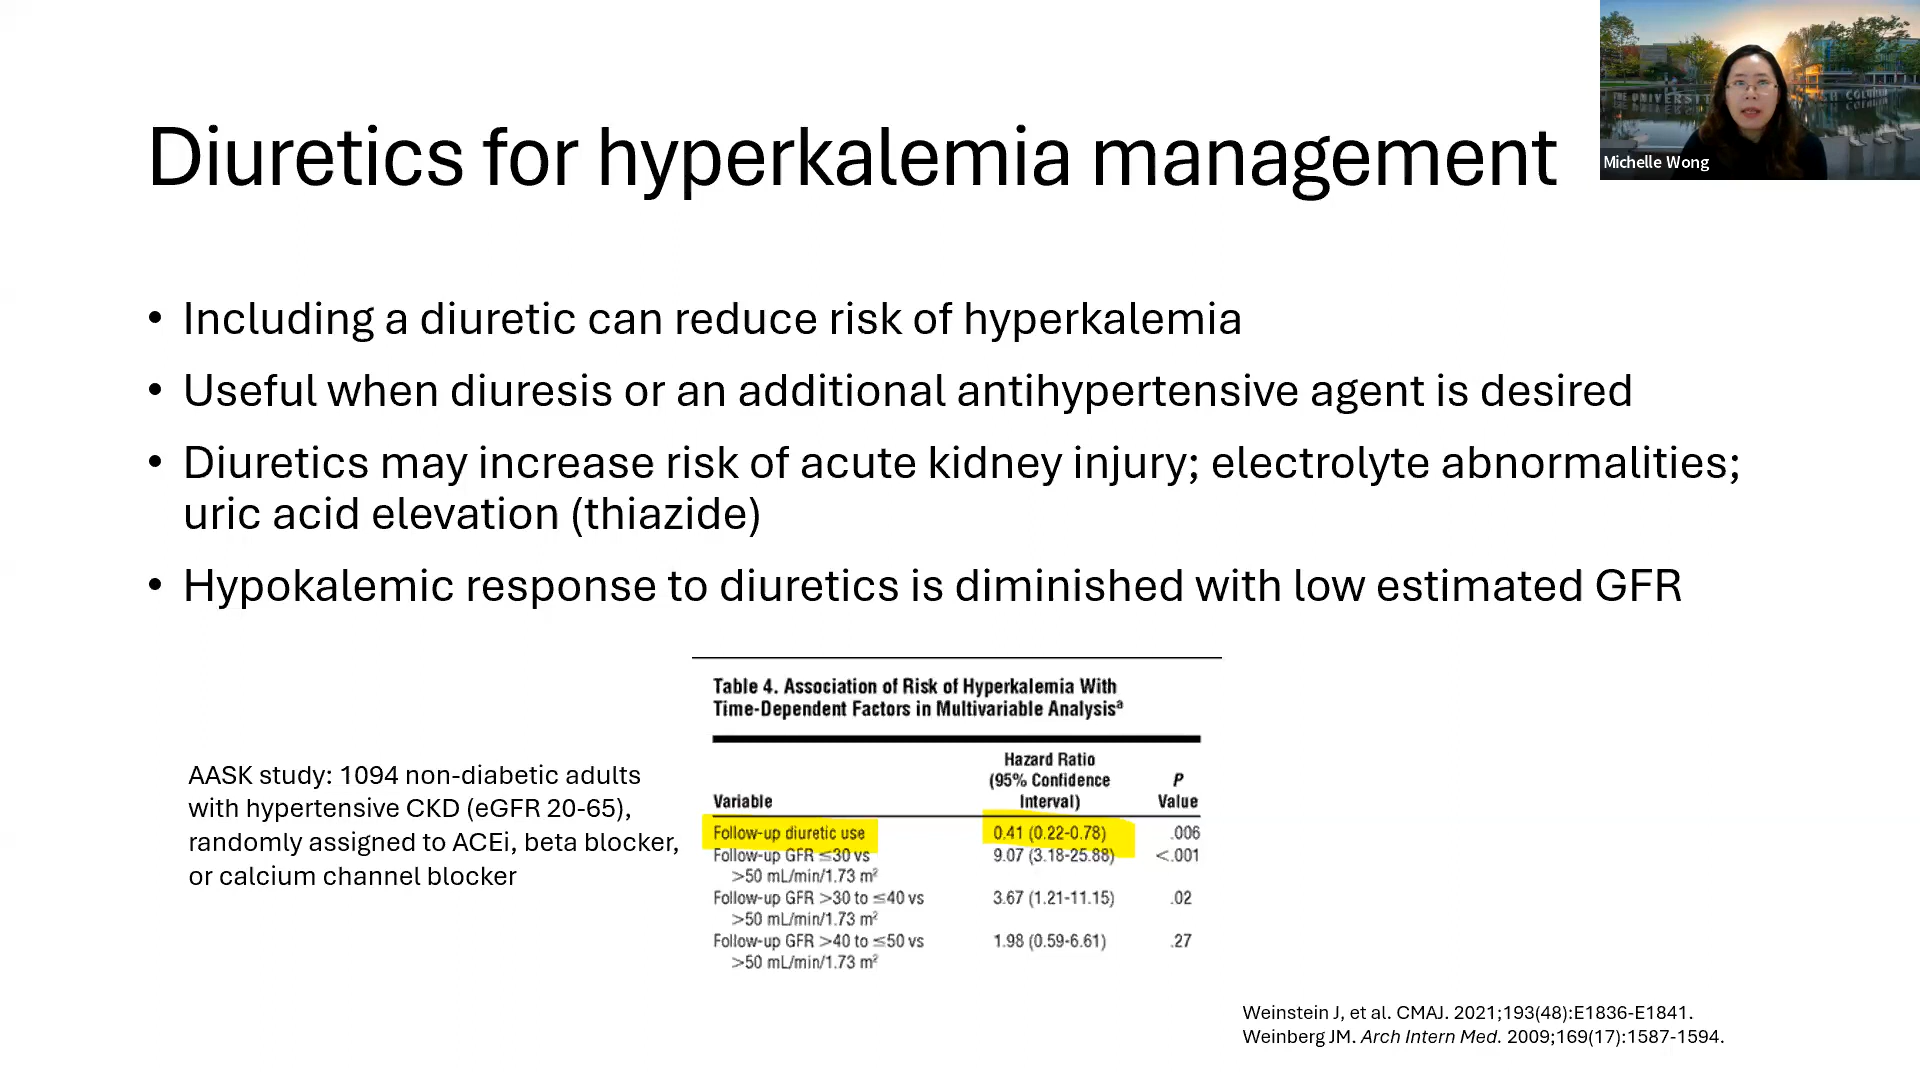 Diuretics for hyperkalemia management
Michelle Wong
• Including a diuretic can reduce risk of hyperkalemia
• Useful when diuresis or an additional antihypertensive agent is desired
• Diuretics may increase risk of acute kidney injury; electrolyte abnormalities;
uric acid elevation (thiazide)
• Hypokalemic response to diuretics is diminished with low estimated GFR
AASK study: 1094 non-diabetic adults
with hypertensive CKD (eGFR 20-65),
randomly assigned to ACEi, beta blocker,
or calcium channel blocker
Table 4. Association of Risk of Hyperkalemia With
Time-Dependent Factors in Multivariable Analysisᵃ
Hazard Ratio
(95% Confidence P
Variable Interval) Value
Follow-up diuretic use 0.41 (0.22-0.78) .006
Follow-up GFR ≤30 vs 9.07 (3.18-25.88) <.001
>50 mL/min/1.73 m²
Follow-up GFR >30 to ≤40 vs 3.67 (1.21-11.15) .02
>50 mL/min/1.73 m²
Follow-up GFR >40 to ≤50 vs 1.98 (0.59-6.61) .27
>50 mL/min/1.73 m²
Weinstein J, et al. CMAJ. 2021;193(48):E1836-E1841.
Weinberg JM. Arch Intern Med. 2009;169(17):1587-1594.